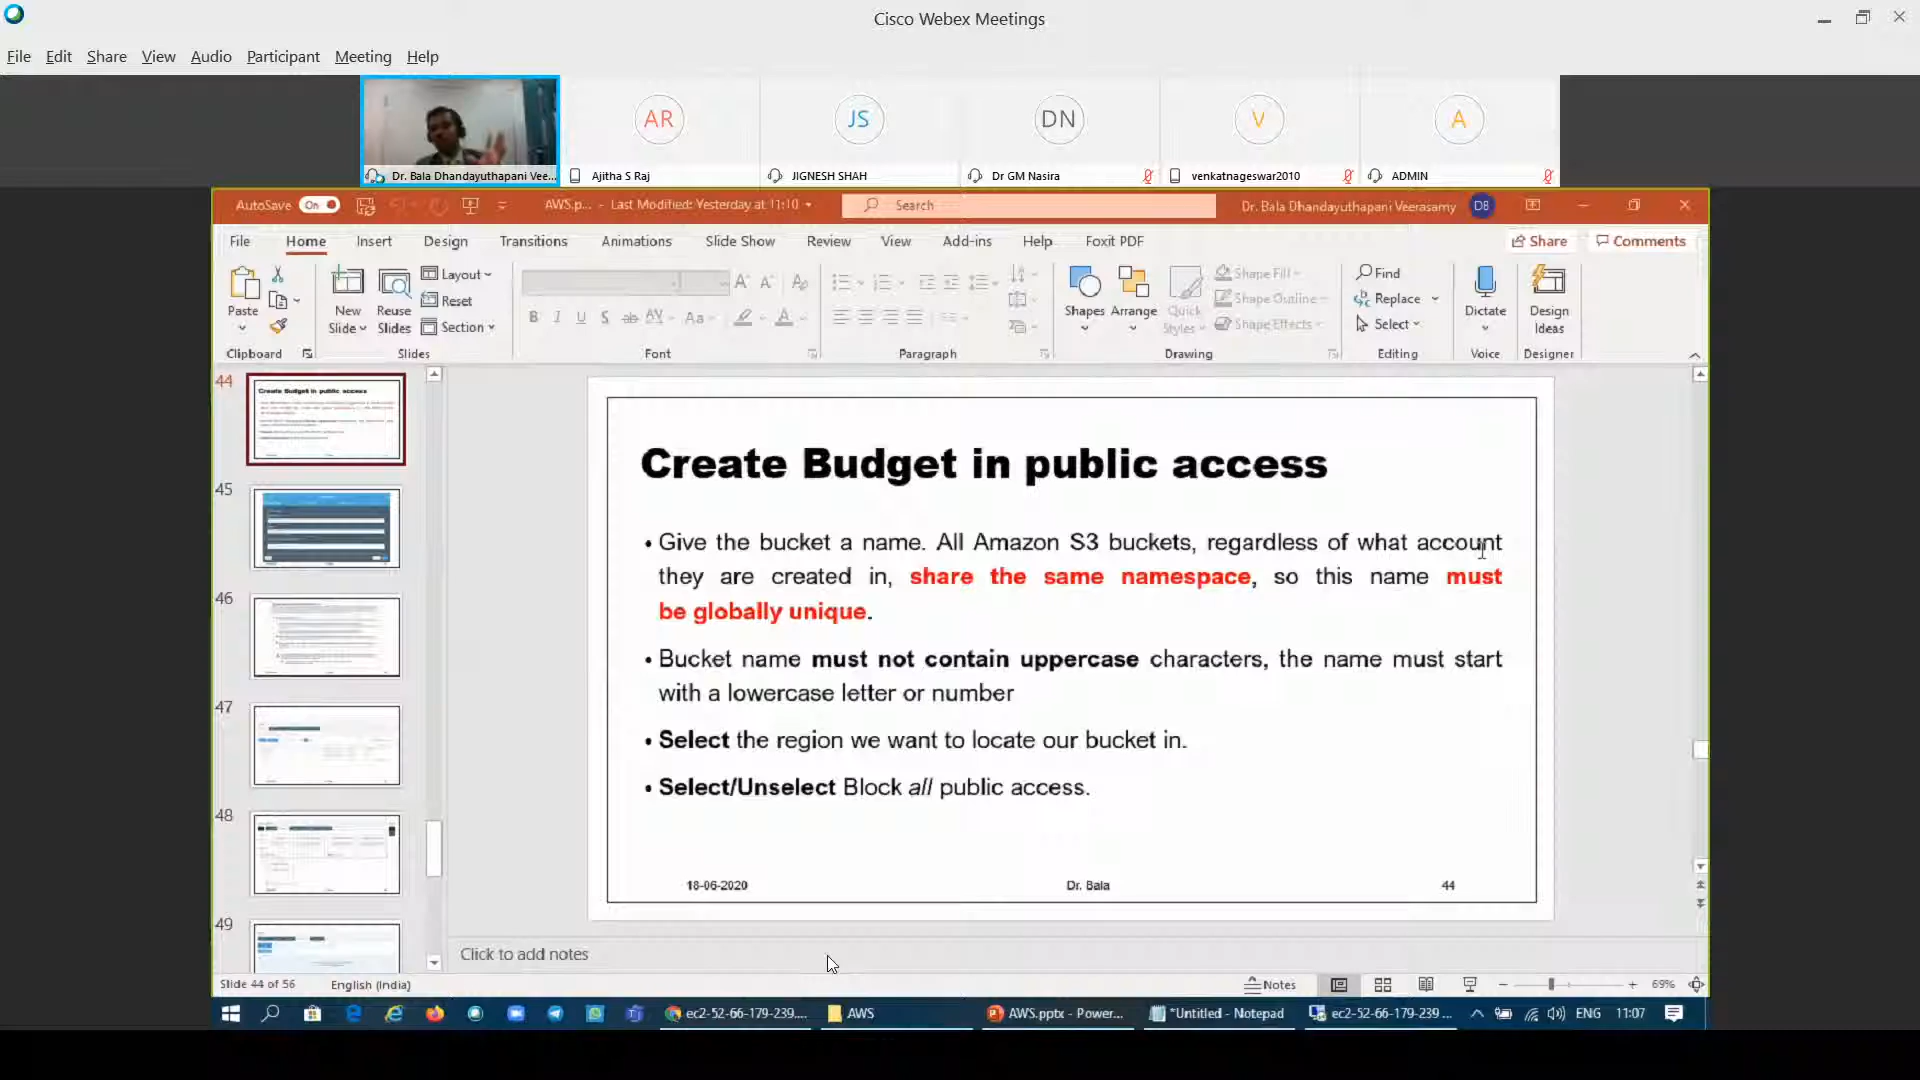 Cisco Webex Meetings
File Edit Share View Audio Participant Meeting Help
AR
JS
DN
V
A
Dr. Bala Dhandayuthapani Vee...
Ajitha S Raj
JIGNESH SHAH
Dr GM Nasira
venkatnageswar2010
ADMIN
AutoSave On AWS.p... - Last Modified: Yesterday at 11:10 Search Dr. Bala Dhandayuthapani Veerasamy DB
File Home Insert Design Transitions Animations Slide Show Review View Add-ins Help Foxit PDF Share Comments
Paste
New Slide
Reuse Slides
Layout
Reset
Section
B I U S ab AV Aa A
Shapes
Arrange
Quick Styles
Shape Fill
Shape Outline
Shape Effects
Find
Replace
Select
Dictate
Design Ideas
Clipboard Slides Font Paragraph Drawing Editing Voice Designer
44
Create Budget in public access
45
46
47
48
49
Create Budget in public access
• Give the bucket a name. All Amazon S3 buckets, regardless of what account
they are created in, share the same namespace, so this name must
be globally unique.
• Bucket name must not contain uppercase characters, the name must start
with a lowercase letter or number
• Select the region we want to locate our bucket in.
• Select/Unselect Block all public access.
18-06-2020 Dr. Bala 44
Click to add notes
Slide 44 of 56 English (India) Notes 69%
ec2-52-66-179-239.... AWS AWS.pptx - Power... *Untitled - Notepad ec2-52-66-179-239 ... ENG 11:07